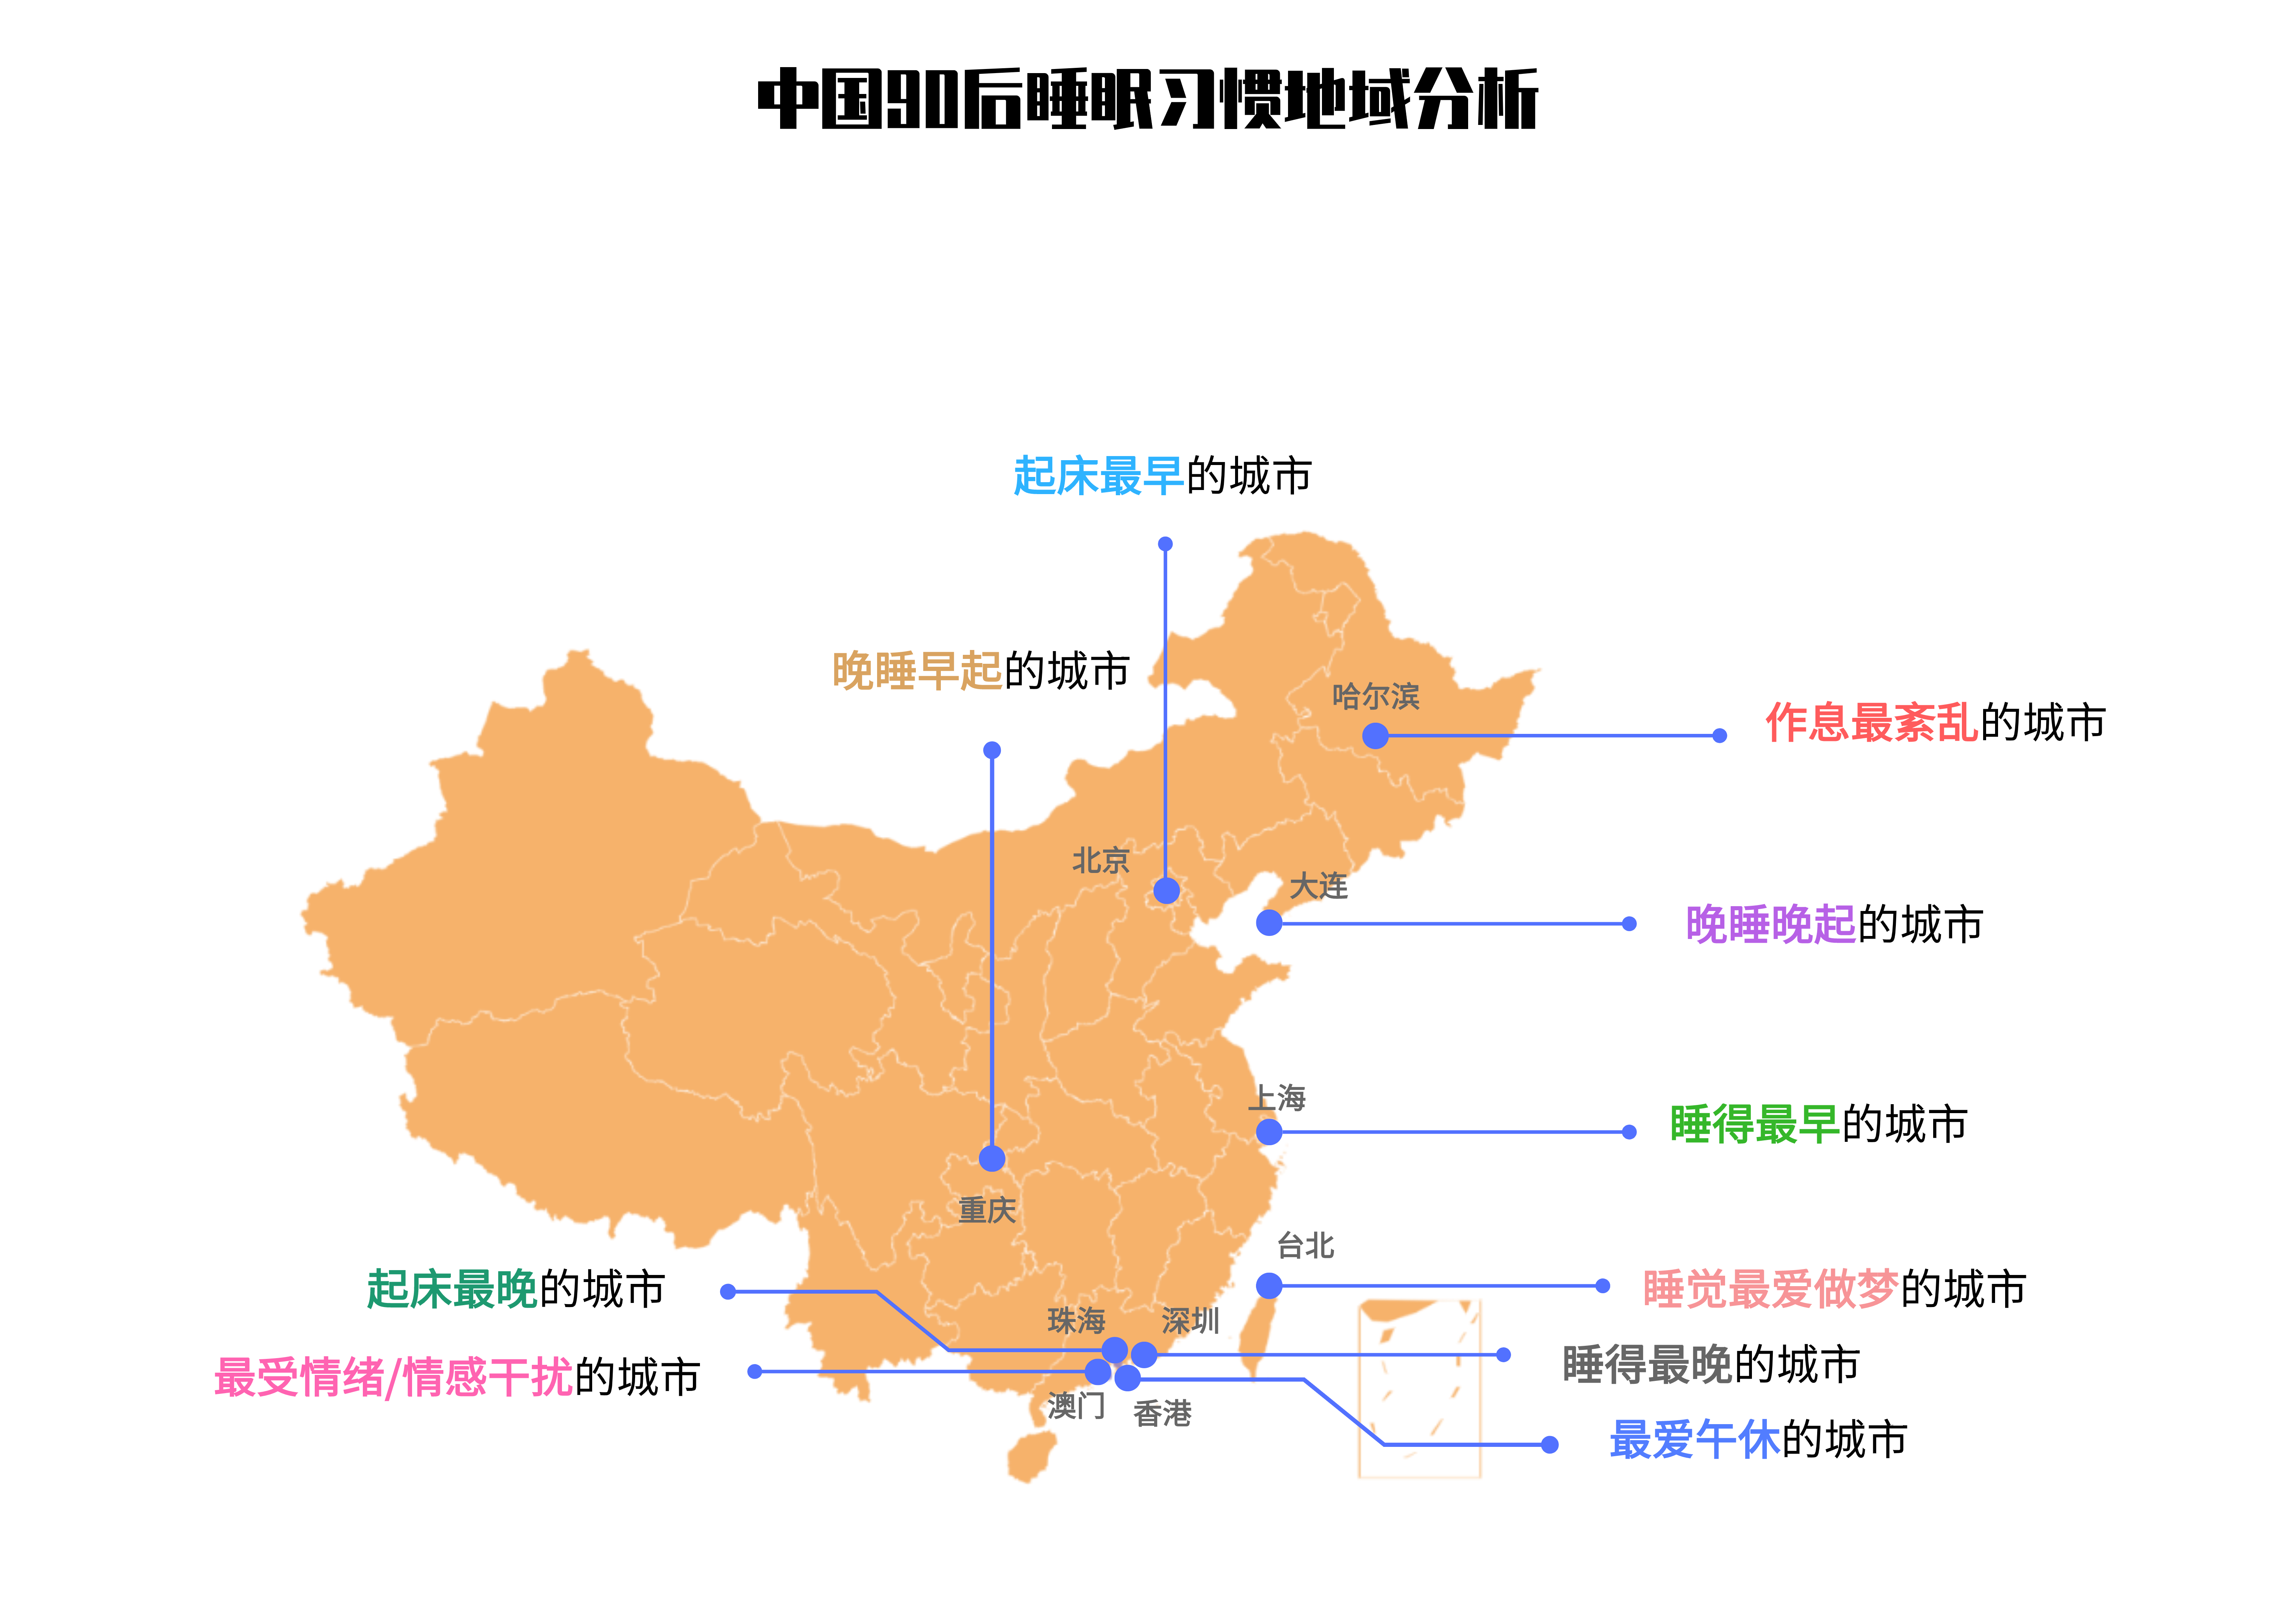 中国90后睡眠习惯地域分析
起床最早的城市
晚睡早起的城市
哈尔滨
作息最紊乱的城市
北京
大连
晚睡晚起的城市
上海
睡得最早的城市
重庆
台北
起床最晚的城市
睡觉最爱做梦的城市
珠海
深圳
睡得最晚的城市
最受情绪/情感干扰的城市
澳门
香港
最爱午休的城市